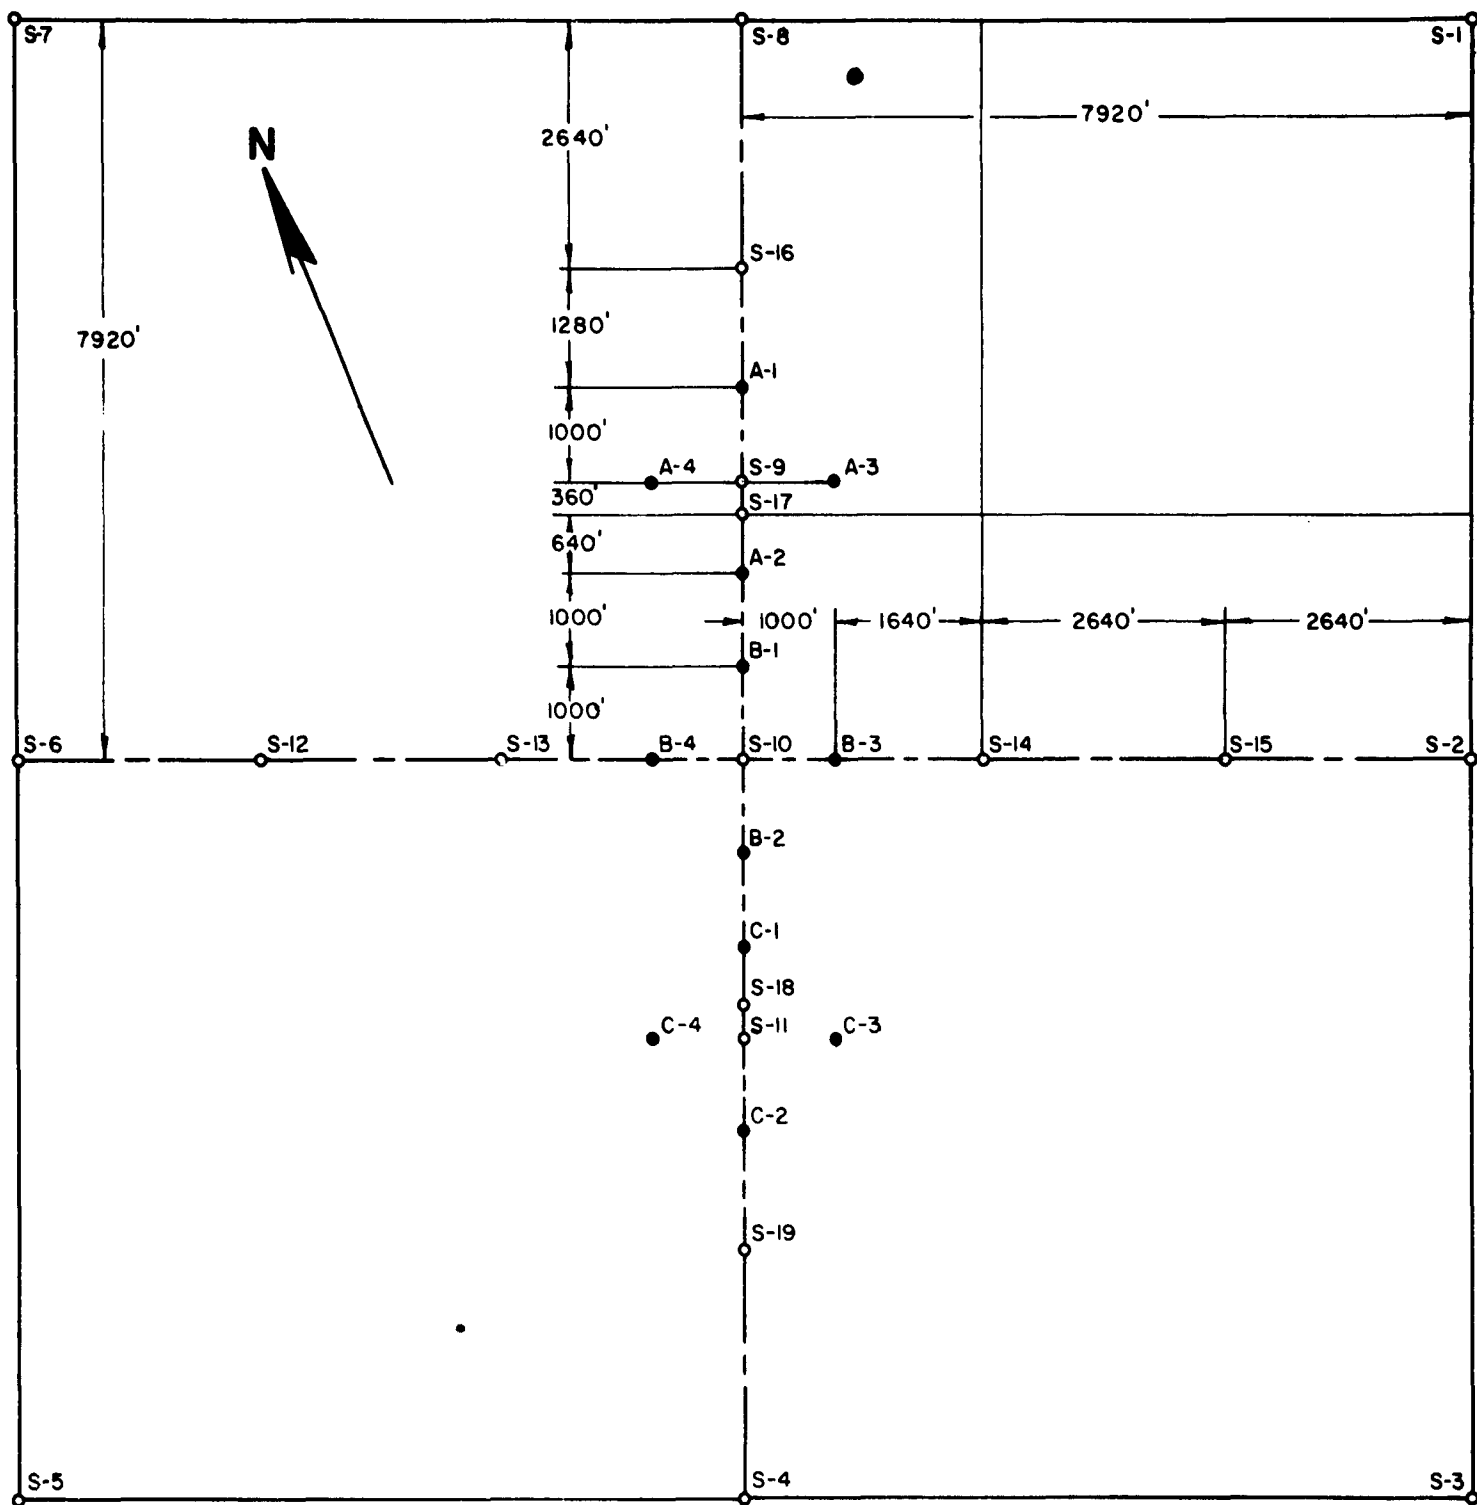 S-7
S-8
S-1
7920'
2640'
N
S-16
1280'
7920'
A-1
1000'
A-4
S-9
A-3
360'
S-17
640'
A-2
1000'
1000'
1640'
2640'
2640'
B-1
1000'
S-6
S-12
S-13
B-4
S-10
B-3
S-14
S-15
S-2
B-2
C-1
S-18
C-4
S-11
C-3
C-2
S-19
S-5
S-4
S-3